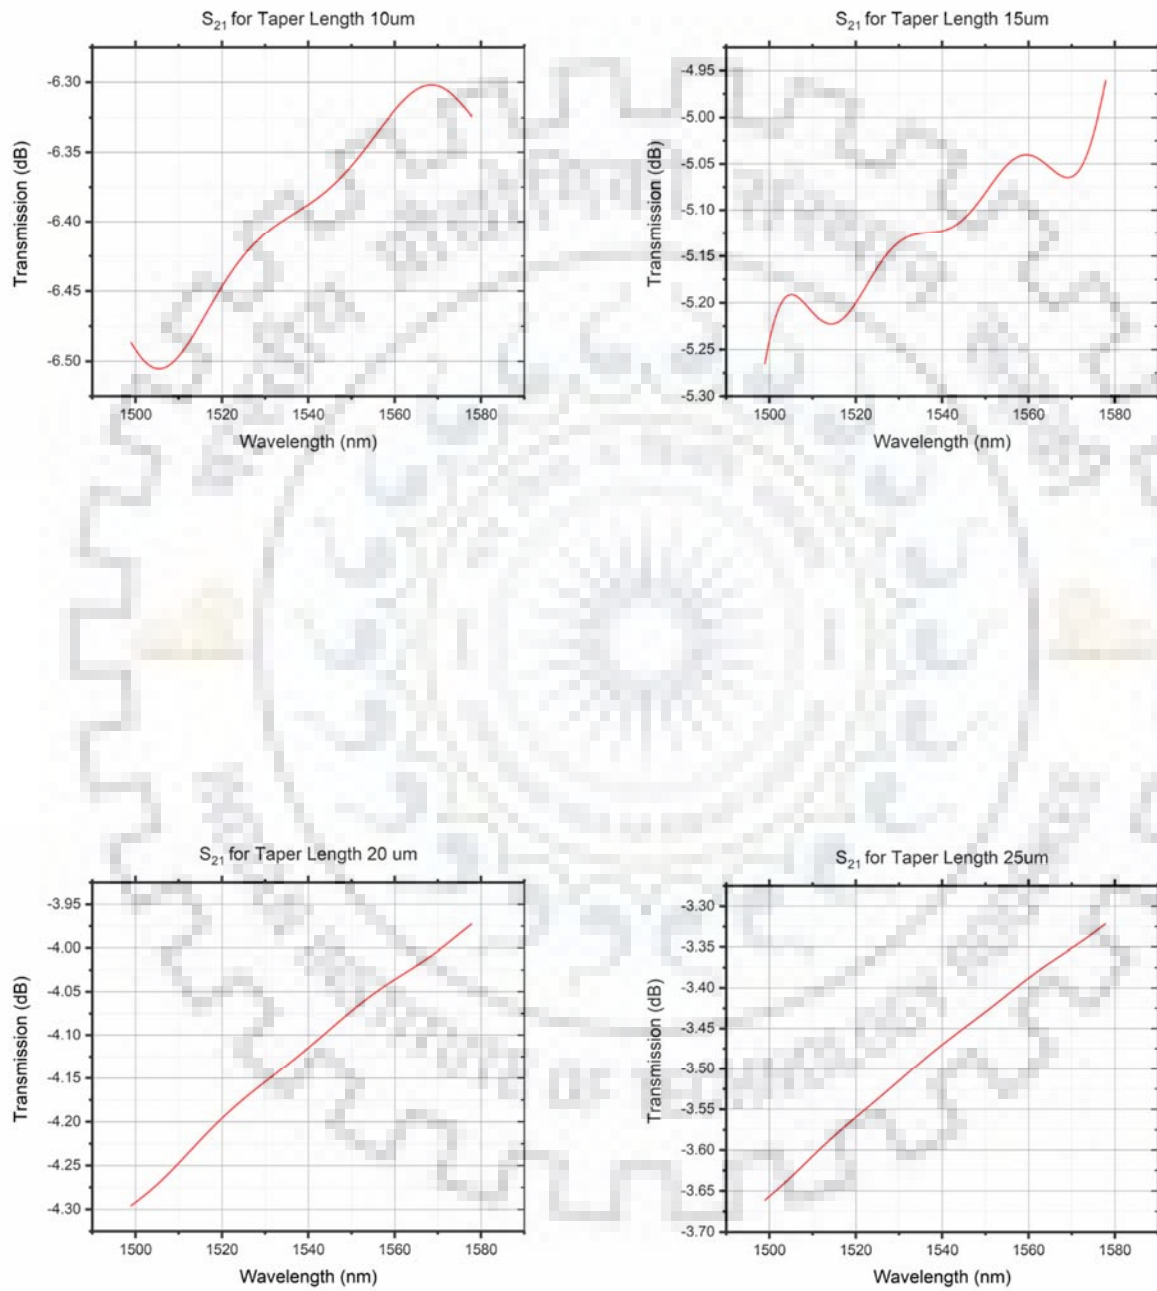 S21 for Taper Length 10um
-6.30
-6.35
-6.40
-6.45
-6.50
Transmission (dB)
1500 1520 1540 1560 1580
Wavelength (nm)
S21 for Taper Length 15um
-4.95
-5.00
-5.05
-5.10
-5.15
-5.20
-5.25
-5.30
Transmission (dB)
1500 1520 1540 1560 1580
Wavelength (nm)
S21 for Taper Length 20 um
-3.95
-4.00
-4.05
-4.10
-4.15
-4.20
-4.25
-4.30
Transmission (dB)
1500 1520 1540 1560 1580
Wavelength (nm)
S21 for Taper Length 25um
-3.30
-3.35
-3.40
-3.45
-3.50
-3.55
-3.60
-3.65
-3.70
Transmission (dB)
1500 1520 1540 1560 1580
Wavelength (nm)
OF